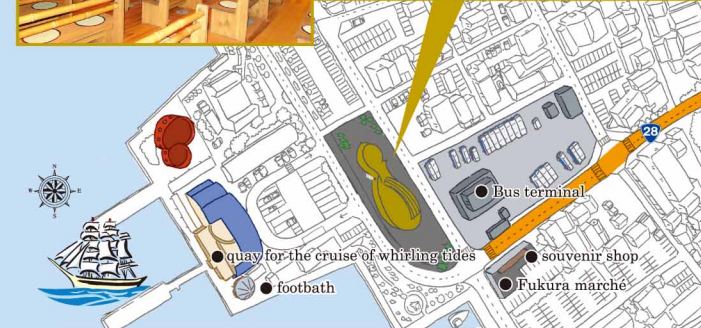 28
Bus terminal
N
W
E
S
quay for the cruise of whirling tides
souvenir shop
footbath
Fukura marché